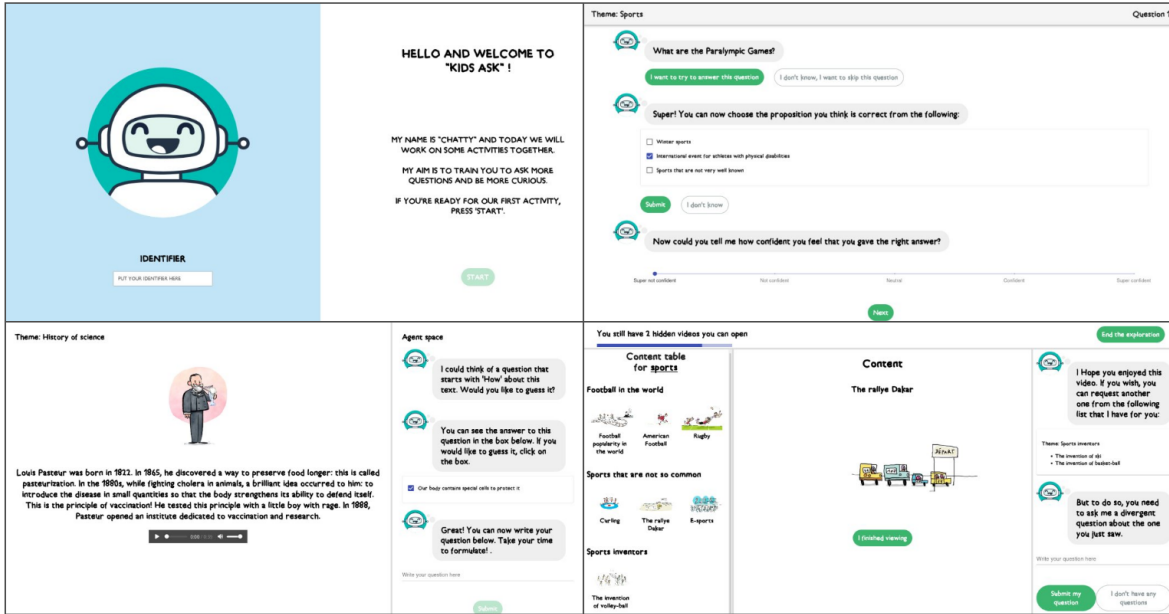 HELLO AND WELCOME TO
"KIDS ASK" !
MY NAME IS "CHATTY" AND TODAY WE WILL
WORK ON SOME ACTIVITIES TOGETHER.
MY AIM IS TO TRAIN YOU TO ASK MORE
QUESTIONS AND BE MORE CURIOUS.
IF YOU'RE READY FOR OUR FIRST ACTIVITY,
PRESS 'START'.
IDENTIFIER
PUT YOUR IDENTIFIER HERE
START
Theme: Sports
Question 1
What are the Paralympic Games?
I want to try to answer this question
I don't know, I want to skip this question
Super! You can now choose the proposition you think is correct from the following:
Winter sports
International event for athletes with physical disabilities
Sports that are not very well known
Submit
I don't know
Now could you tell me how confident you feel that you gave the right answer?
Super not confident
Not confident
Neutral
Confident
Super confident
Next
Theme: History of science
Louis Pasteur was born in 1822. In 1865, he discovered a way to preserve food longer: this is called
pasteurization. In the 1880s, while fighting cholera in animals, a brilliant idea occurred to him: to
introduce the disease in small quantities so that the body strengthens its ability to defend itself.
This is the principle of vaccination! He tested this principle with a little boy with rage. In 1888,
Pasteur opened an institute dedicated to vaccination and research.
Agent space
I could think of a question that
starts with 'How' about this
text. Would you like to guess it?
You can see the answer to this
question in the box below. If you
would like to guess it, click on
the box.
Our body contains special cells to protect it
Great! You can now write your
question below. Take your time
to formulate! .
Write your question here
Submit
You still have 2 hidden videos you can open
End the exploration
Content table
for sports
Football in the world
Football
popularity in
the world
American
Football
Rugby
Sports that are not so common
Curling
The rallye
Dakar
E-sports
Sports inventors
The invention
of volley-ball
Content
The rallye Dakar
I finished viewing
I Hope you enjoyed this
video. If you wish, you
can request another
one from the following
list that I have for you:
Theme: Sports inventors
• The invention of ski
• The invention of basket-ball
But to do so, you need
to ask me a divergent
question about the one
you just saw.
Write your question here
Submit my
question
I don't have any
questions